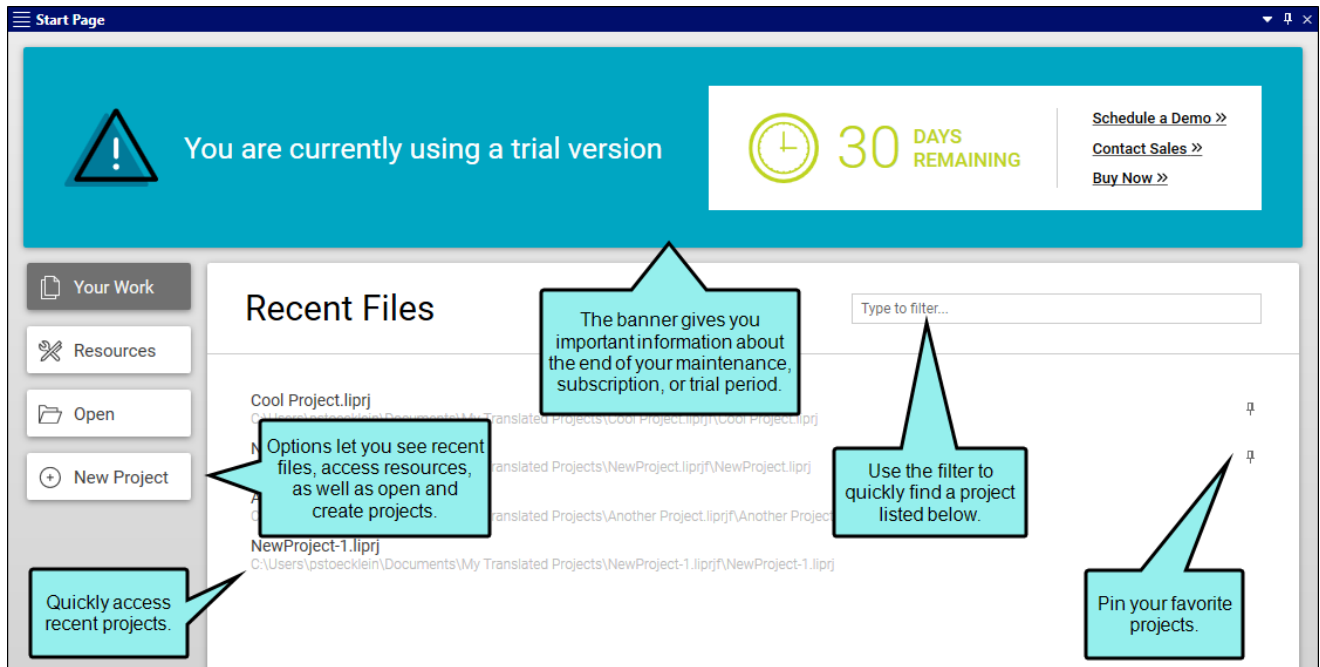 Start Page
You are currently using a trial version
30 DAYS
REMAINING
Schedule a Demo »
Contact Sales »
Buy Now »
Your Work
Resources
Open
New Project
Recent Files
Type to filter...
The banner gives you
important information about
the end of your maintenance,
subscription, or trial period.
Cool Project.liprj
Translated Projects\Cool Project.liprjf\Cool Project.liprj
Options let you see recent
files, access resources,
as well as open and
create projects.
ranslated Projects\NewProject.liprjf\NewProject.liprj
ranslated Projects\Another Project.liprjf\Another Project
Use the filter to
quickly find a project
listed below.
NewProject-1.liprj
C:\Users\pstoecklein\Documents\My Translated Projects\NewProject-1.liprjf\NewProject-1.liprj
Quickly access
recent projects.
Pin your favorite
projects.